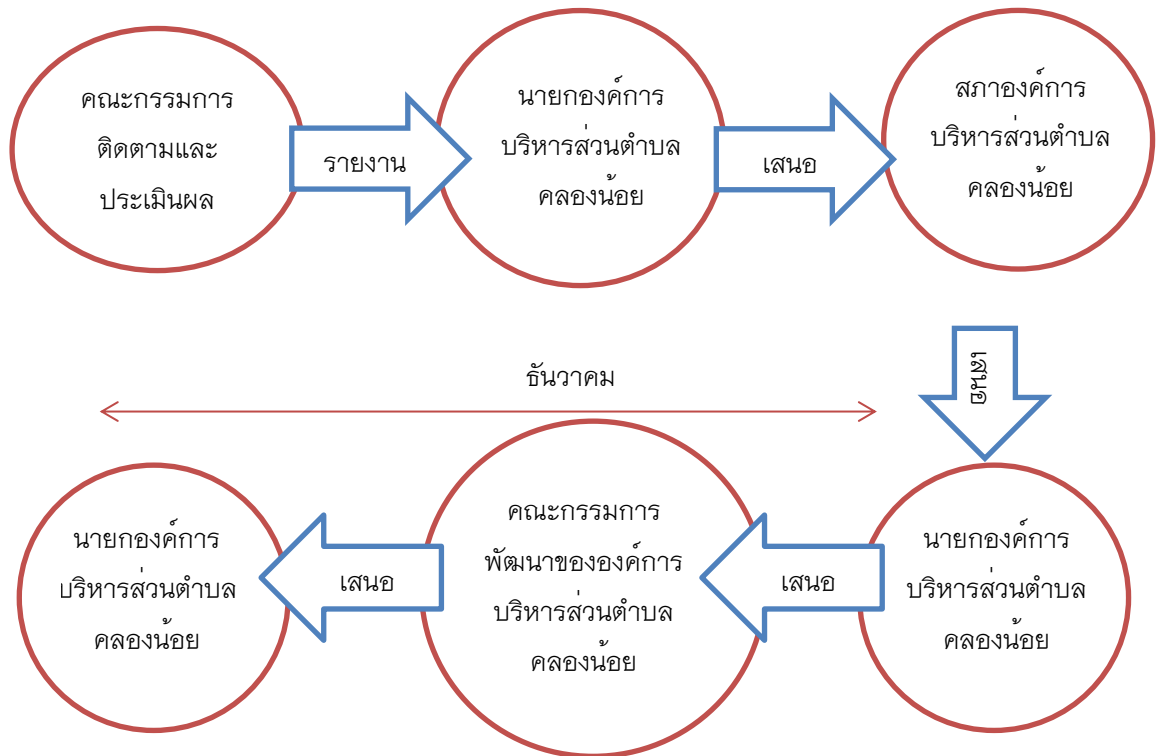 คณะกรรมการ
ติดตามและ
ประเมินผล
รายงาน
นายกองค์การ
บริหารส่วนตำบล
คลองน้อย
เสนอ
สภาองค์การ
บริหารส่วนตำบล
คลองน้อย
เสนอ
ธันวาคม
นายกองค์การ
บริหารส่วนตำบล
คลองน้อย
เสนอ
คณะกรรมการ
พัฒนาขององค์การ
บริหารส่วนตำบล
คลองน้อย
เสนอ
นายกองค์การ
บริหารส่วนตำบล
คลองน้อย